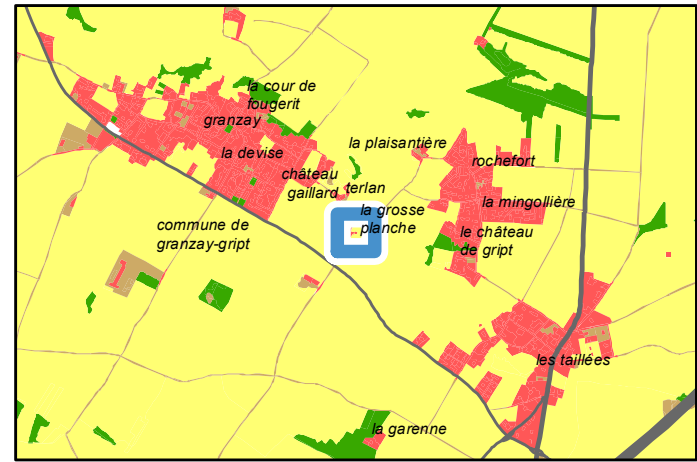 la cour de
fougerit
granzay
la plaisantière
la devise
rochefort
château
gaillard
terlan
la mingollière
la grosse
planche
commune de
granzay-gript
le château
de gript
les taillées
la garenne